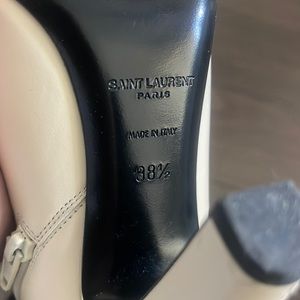 SAINT LAURENT
PARIS
MADE IN ITALY
38½